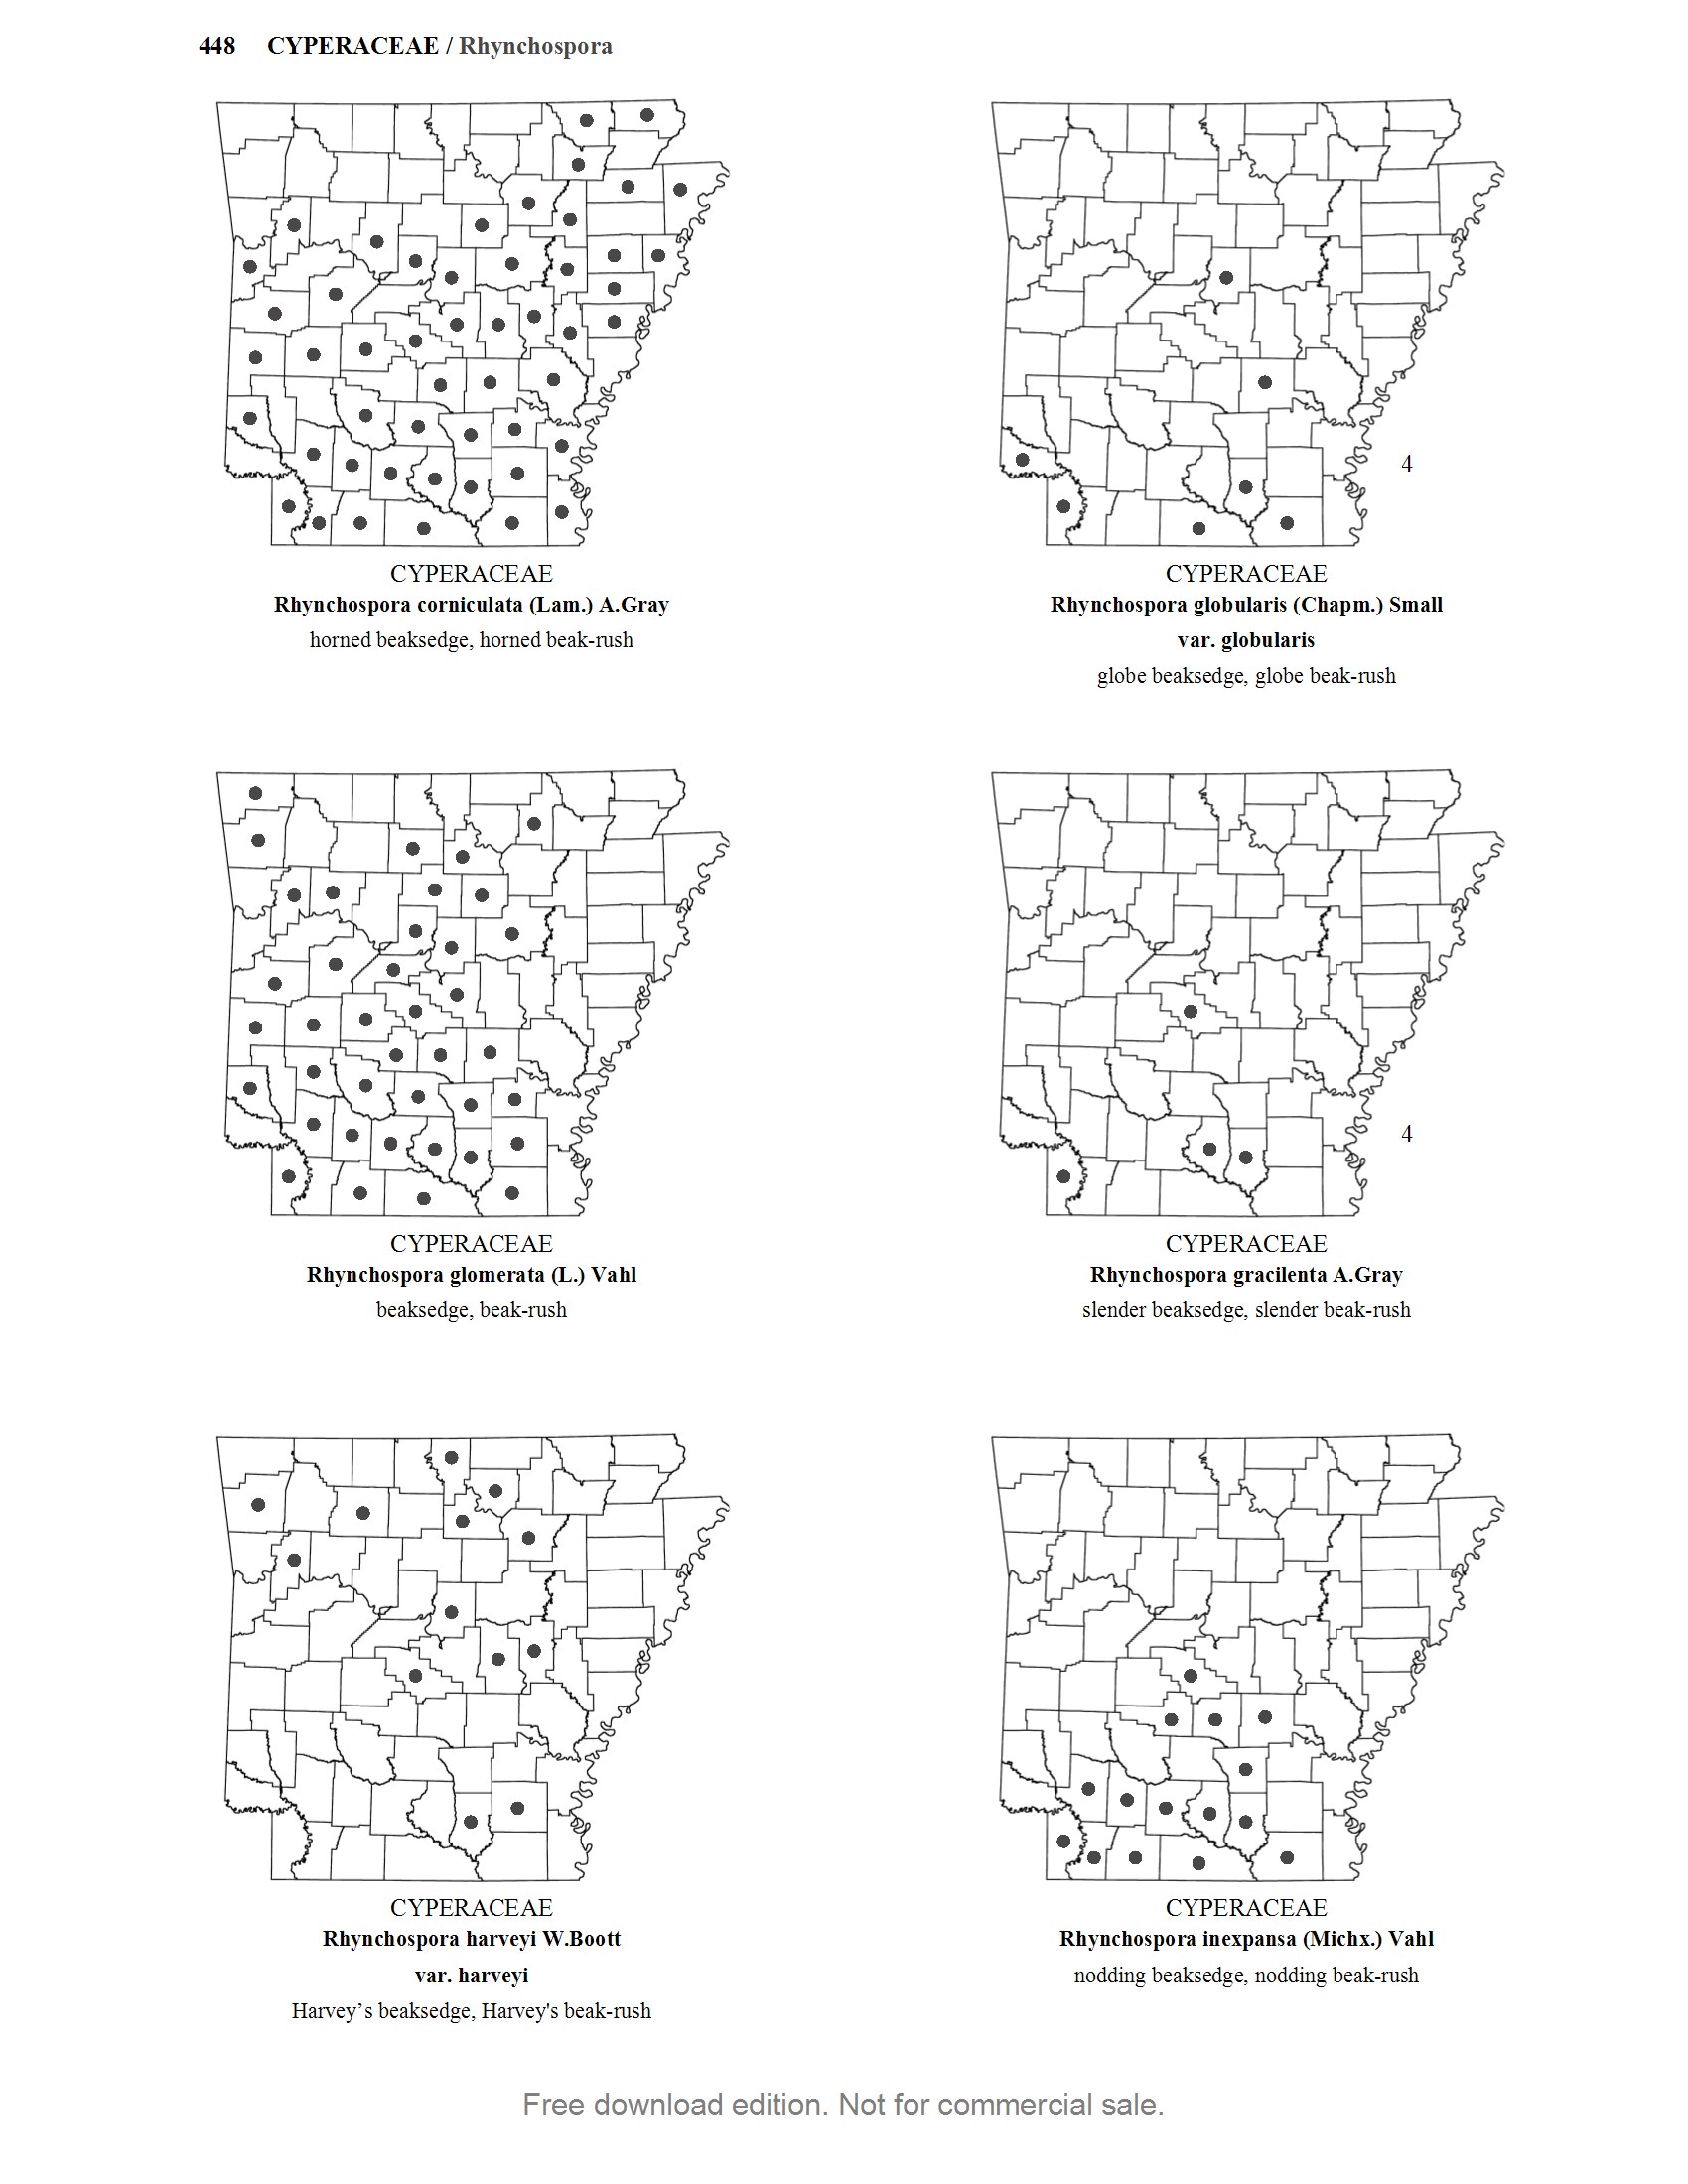 448 CYPERACEAE / Rhynchospora
CYPERACEAE
Rhynchospora corniculata (Lam.) A.Gray
horned beaksedge, horned beak-rush
4
CYPERACEAE
Rhynchospora globularis (Chapm.) Small
var. globularis
globe beaksedge, globe beak-rush
CYPERACEAE
Rhynchospora glomerata (L.) Vahl
beaksedge, beak-rush
4
CYPERACEAE
Rhynchospora gracilenta A.Gray
slender beaksedge, slender beak-rush
CYPERACEAE
Rhynchospora harveyi W.Boott
var. harveyi
Harvey’s beaksedge, Harvey's beak-rush
CYPERACEAE
Rhynchospora inexpansa (Michx.) Vahl
nodding beaksedge, nodding beak-rush
Free download edition. Not for commercial sale.